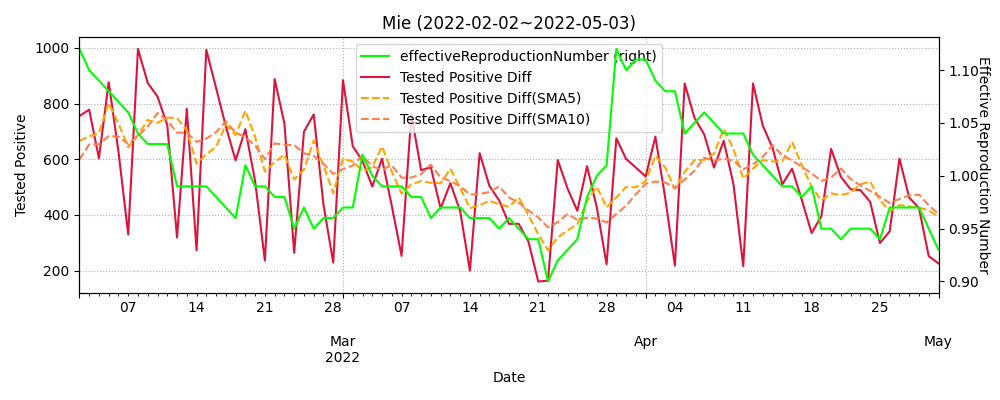 Mie (2022-02-02~2022-05-03)
effectiveReproductionNumber (right)
Tested Positive Diff
Tested Positive Diff(SMA5)
Tested Positive Diff(SMA10)
Tested Positive
1000
800
600
400
200
Effective Reproduction Number
1.10
1.05
1.00
0.95
0.90
07 14 21 28 07 14 21 28 04 11 18 25
Mar Apr May
2022
Date